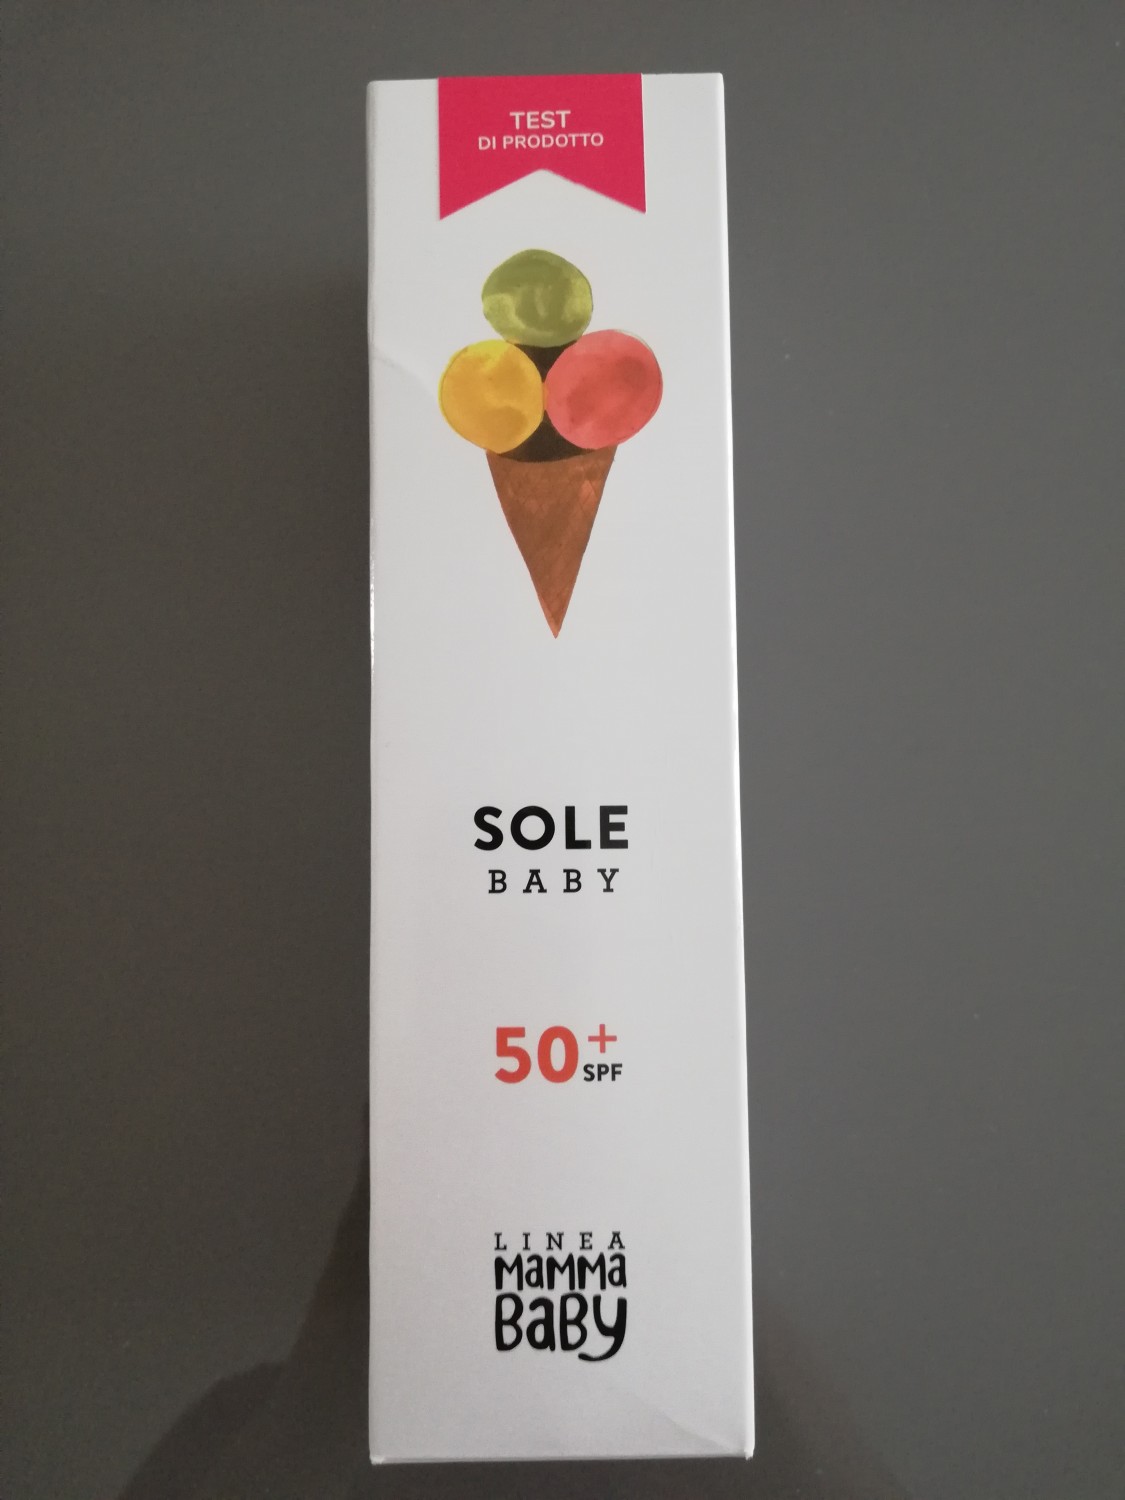 TEST
DI PRODOTTO
SOLE
BABY
50+
SPF
LINEA
MaMMa
BaBy